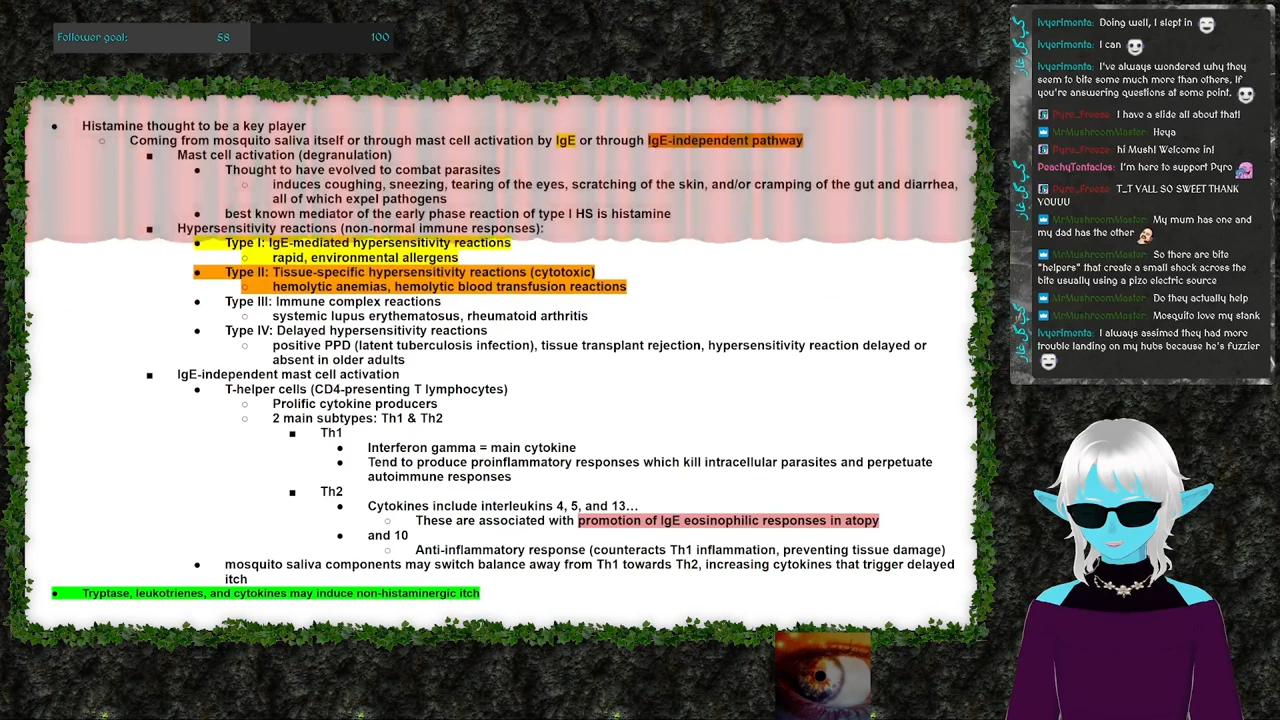 Follower goal: 58 100
Histamine thought to be a key player
Coming from mosquito saliva itself or through mast cell activation by IgE or through IgE-independent pathway
Mast cell activation (degranulation)
Thought to have evolved to combat parasites
induces coughing, sneezing, tearing of the eyes, scratching of the skin, and/or cramping of the gut and diarrhea,
all of which expel pathogens
best known mediator of the early phase reaction of type I HS is histamine
Hypersensitivity reactions (non-normal immune responses):
Type I: IgE-mediated hypersensitivity reactions
rapid, environmental allergens
Type II: Tissue-specific hypersensitivity reactions (cytotoxic)
hemolytic anemias, hemolytic blood transfusion reactions
Type III: Immune complex reactions
systemic lupus erythematosus, rheumatoid arthritis
Type IV: Delayed hypersensitivity reactions
positive PPD (latent tuberculosis infection), tissue transplant rejection, hypersensitivity reaction delayed or
absent in older adults
IgE-independent mast cell activation
T-helper cells (CD4-presenting T lymphocytes)
Prolific cytokine producers
2 main subtypes: Th1 & Th2
Th1
Interferon gamma = main cytokine
Tend to produce proinflammatory responses which kill intracellular parasites and perpetuate
autoimmune responses
Th2
Cytokines include interleukins 4, 5, and 13…
These are associated with promotion of IgE eosinophilic responses in atopy
and 10
Anti-inflammatory response (counteracts Th1 inflammation, preventing tissue damage)
mosquito saliva components may switch balance away from Th1 towards Th2, increasing cytokines that trigger delayed
itch
Tryptase, leukotrienes, and cytokines may induce non-histaminergic itch
Ivyerimenta: Doing well, I slept in
Ivyerimenta: I can
Ivyerimenta: I've always wondered why they
seem to bite some much more than others. If
you're answering questions at some point.
Pyro_Freeze: I have a slide all about that!
MrMushroomMaster: Heya
Pyro_Freeze: hi Mush! Welcome in!
PeachyTentacles: I'm here to support Pyro
Pyro_Freeze: T_T YALL SO SWEET THANK
YOUUU
MrMushroomMaster: My mum has one and
my dad has the other
MrMushroomMaster: So there are bite
"helpers" that create a small shock across the
bite usually using a pizo electric source
MrMushroomMaster: Do they actually help
MrMushroomMaster: Mosquito love my stank
Ivyerimenta: I always assimed they had more
trouble landing on my hubs because he's fuzzier